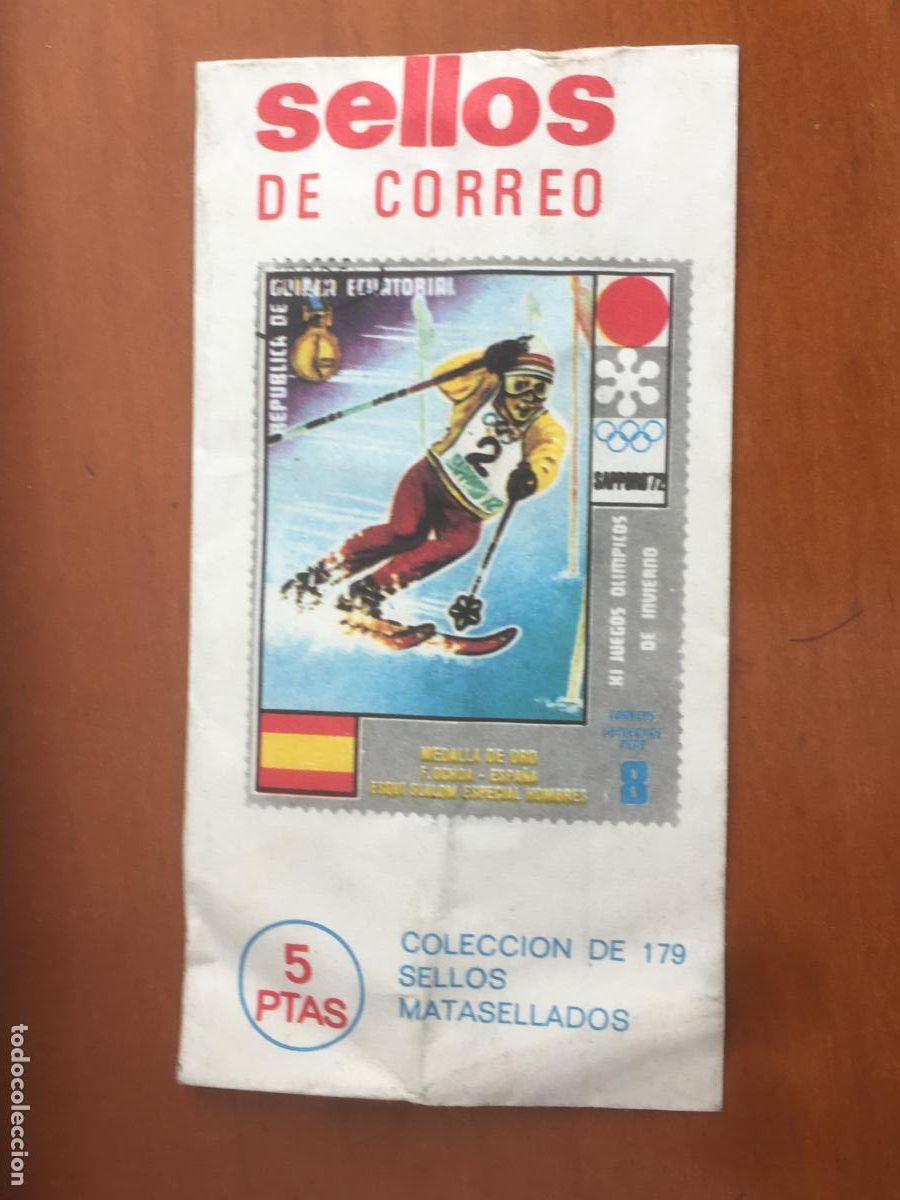 sellos
DE CORREO
REPUBLICA DE
GUINEA ECUATORIAL
2
SAPPORO'72
XI JUEGOS OLIMPICOS
DE INVIERNO
MEDALLA DE ORO
F. OCHOA - ESPAÑA
ESQUI SLALOM ESPECIAL HOMBRES
8
5
PTAS
COLECCION DE 179
SELLOS
MATASELLADOS
todocoleccion